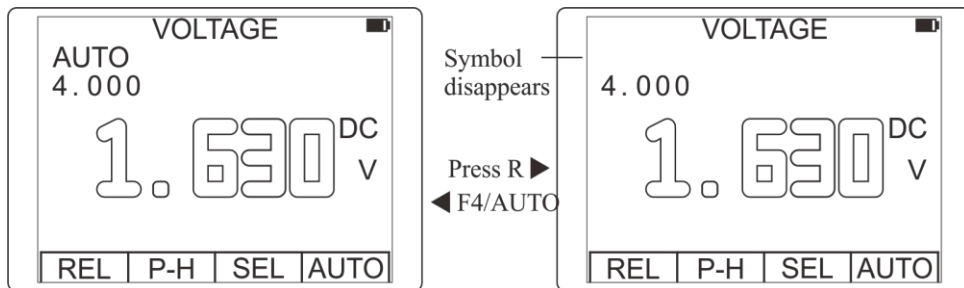 VOLTAGE
AUTO
4.000
1.630
DC
V
REL P-H SEL AUTO
Symbol
disappears
Press R ▶
◀ F4/AUTO
VOLTAGE
4.000
1.630
DC
V
REL P-H SEL AUTO